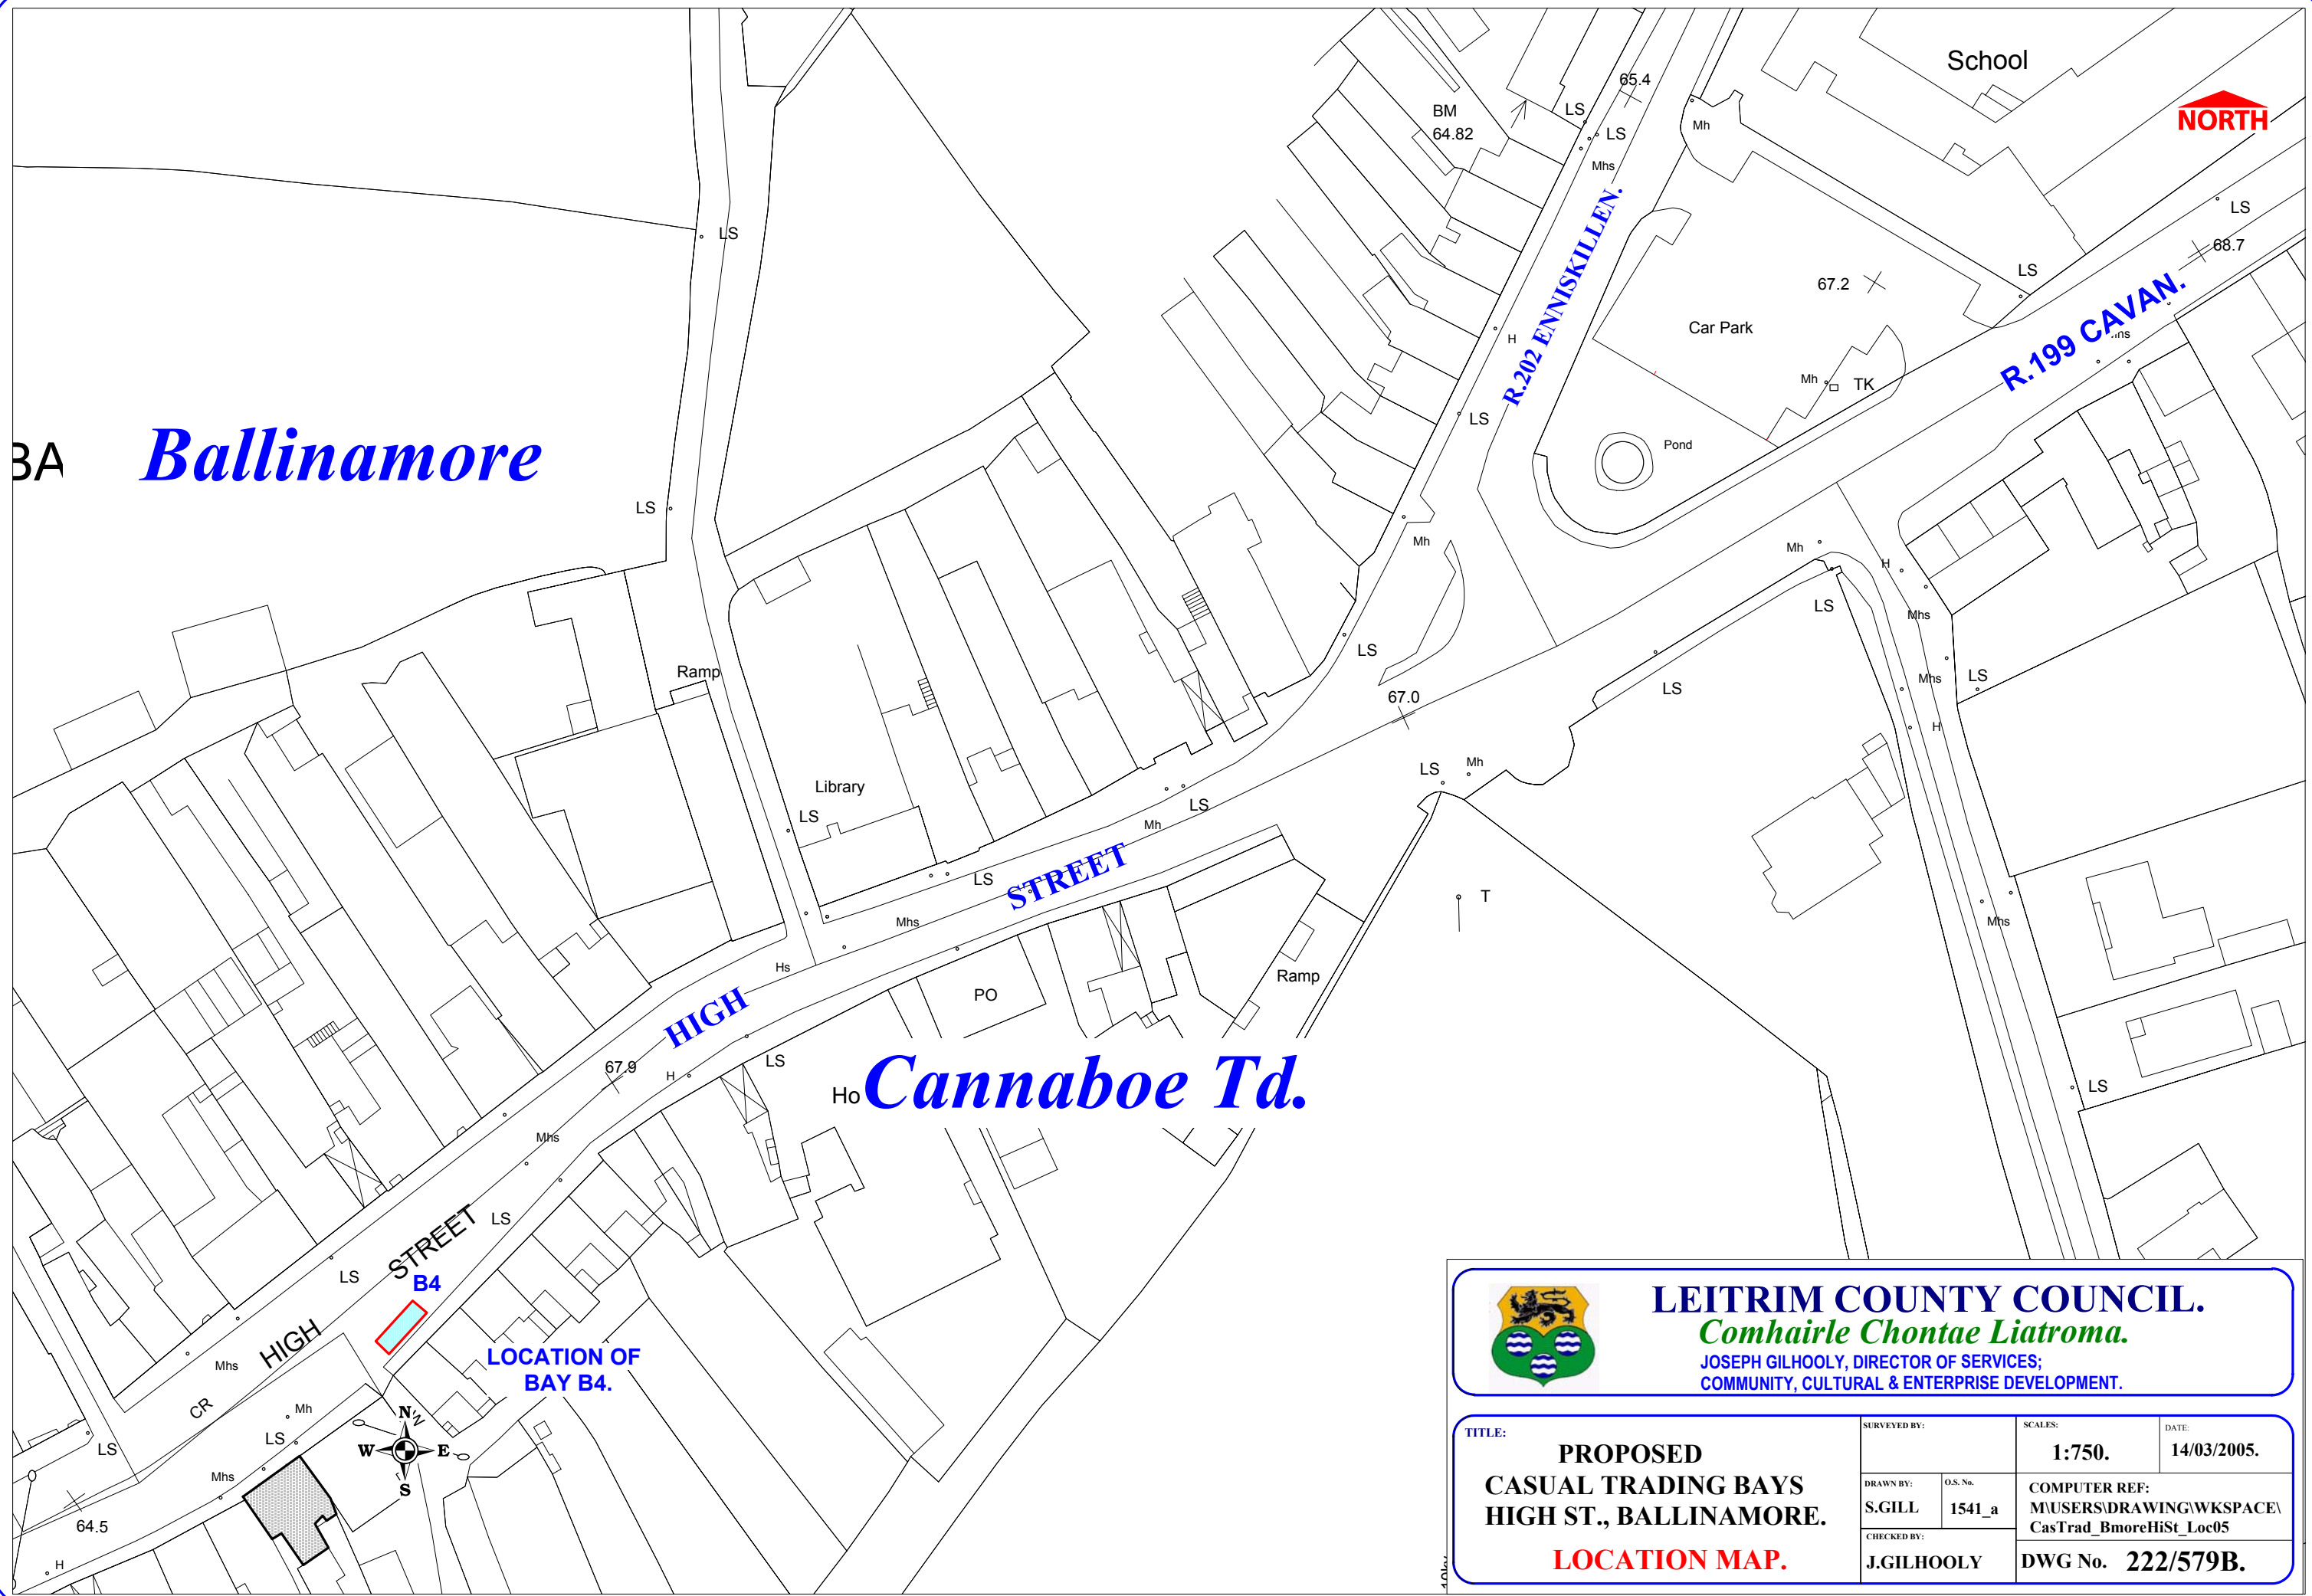 School
NORTH
65.4
LS
BM
64.82
LS
Mh
Mhs
LS
LS
68.7
LS
67.2
R.202 ENNISKILLEN.
R.199 CAVAN.
Car Park
H
Mh
TK
LS
Pond
BA
Ballinamore
LS
Mh
Mh
H
LS
Mhs
LS
Ramp
Mhs
LS
LS
67.0
H
LS
Mh
Library
LS
LS
Mh
STREET
LS
T
Mhs
Mhs
Hs
Ramp
PO
HIGH
LS
67.9
H
Ho
Cannaboe Td.
LS
Mhs
STREET
LS
LS
B4
HIGH
Mhs
LOCATION OF
BAY B4.
CR
Mh
LS
LS
N
W
E
S
Mhs
64.5
H
LEITRIM COUNTY COUNCIL.
Comhairle Chontae Liatroma.
JOSEPH GILHOOLY, DIRECTOR OF SERVICES;
COMMUNITY, CULTURAL & ENTERPRISE DEVELOPMENT.
TITLE:
PROPOSED
CASUAL TRADING BAYS
HIGH ST., BALLINAMORE.
LOCATION MAP.
SURVEYED BY:
SCALES:
1:750.
DATE:
14/03/2005.
DRAWN BY:
S.GILL
O.S. No.
1541_a
COMPUTER REF:
M\USERS\DRAWING\WKSPACE\
CasTrad_BmoreHiSt_Loc05
CHECKED BY:
J.GILHOOLY
DWG No. 222/579B.